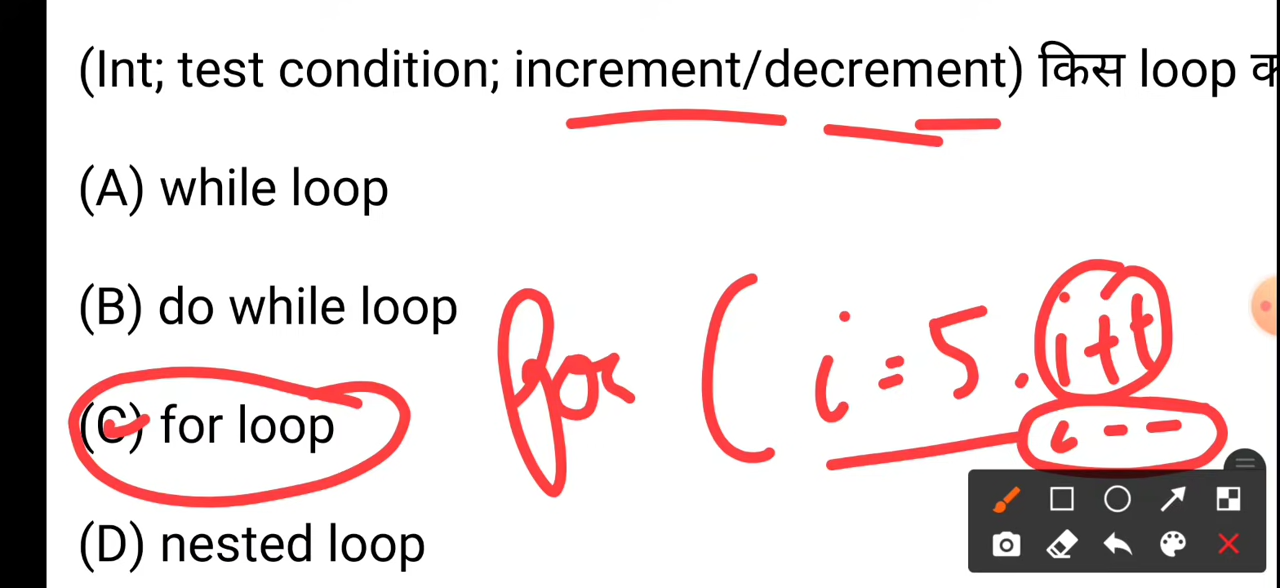 (Int; test condition; increment/decrement) किस loop
(A) while loop
(B) do while loop
for ( i = 5 . i++
i - -
(C) for loop
(D) nested loop